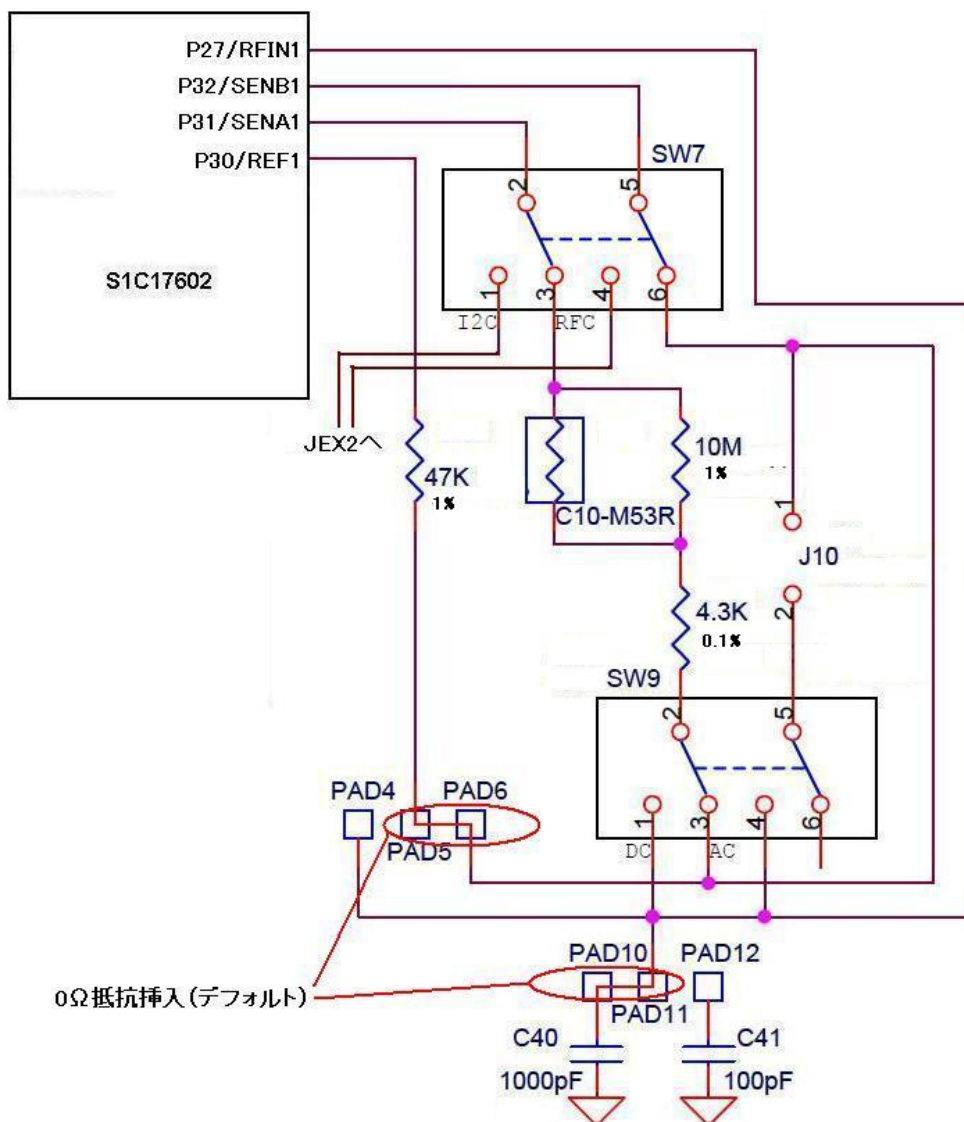 P27/RFIN1
P32/SENB1
P31/SENA1
P30/REF1
S1C17602
SW7
2
5
1
3
4
6
I2C
RFC
JEX2へ
47K
1%
C10-M53R
10M
1%
1
J10
2
4.3K
0.1%
SW9
2
5
1
3
4
6
DC
AC
PAD4
PAD6
PAD5
PAD10
PAD12
PAD11
0Ω抵抗挿入(デフォルト)
C40
1000pF
C41
100pF